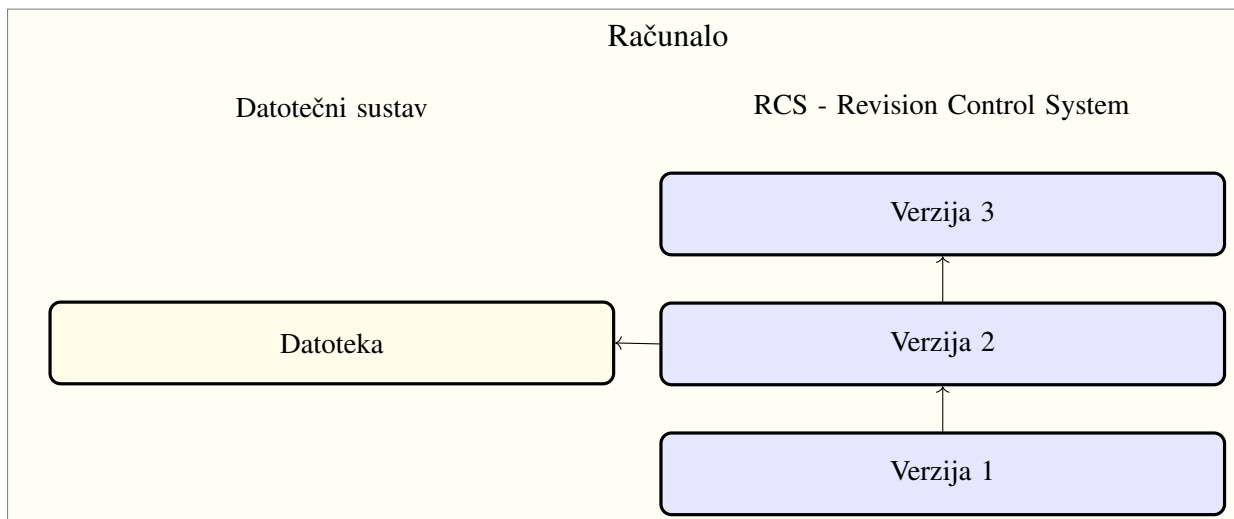 Računalo
Datotečni sustav
RCS - Revision Control System
Verzija 3
Datoteka
Verzija 2
Verzija 1